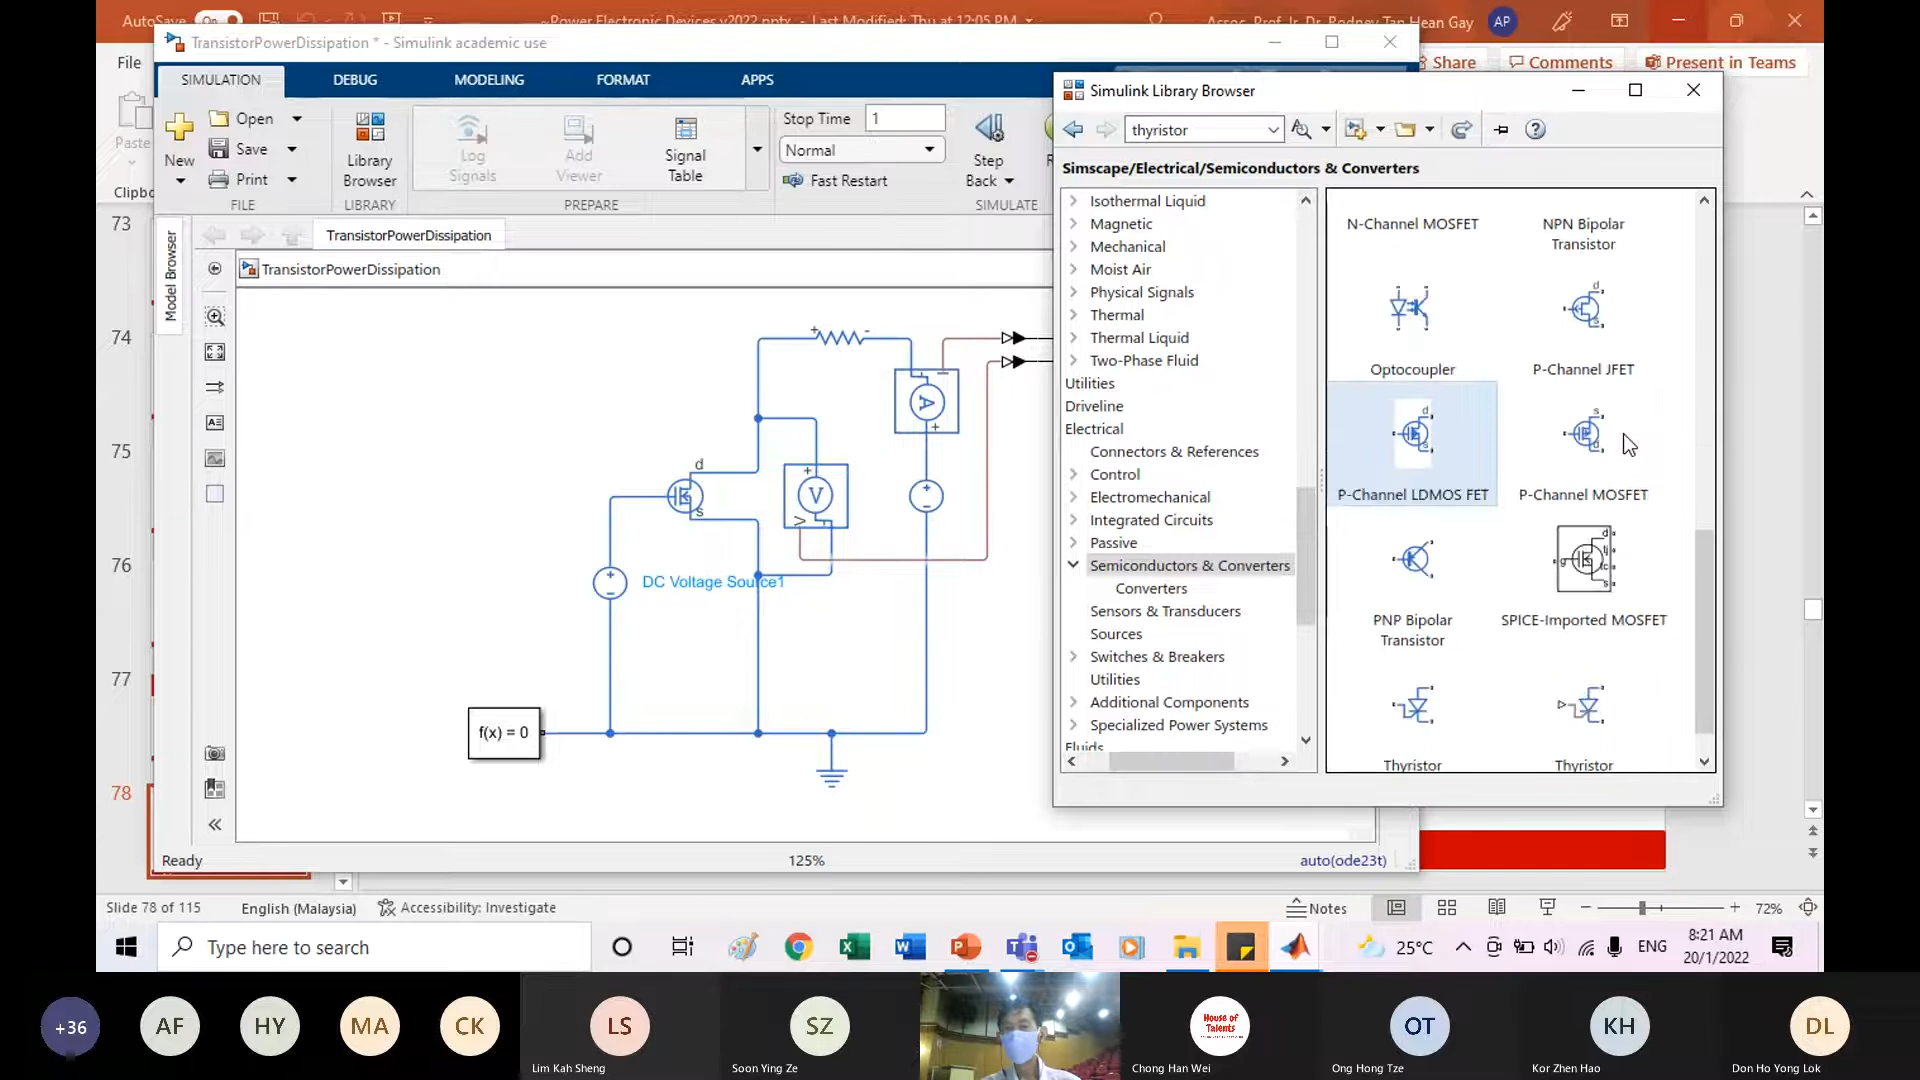 AutoSave On
~Power Electronic Devices v2022.pptx - Last Modified: Thu at 12:05 PM
Assoc. Prof. Ir. Dr. Rodney Tan Hean Gay AP
File
Share
Comments
Present in Teams
Paste
TransistorPowerDissipation * - Simulink academic use
SIMULATION
DEBUG
MODELING
FORMAT
APPS
New
Open
Save
Print
FILE
Library
Browser
LIBRARY
Log
Signals
Add
Viewer
Signal
Table
PREPARE
Stop Time 1
Normal
Fast Restart
Step
Back
SIMULATE
73
74
75
76
77
78
Model Browser
TransistorPowerDissipation
TransistorPowerDissipation
+ -
A
+
d
s
+
V
V
+
-
+
-
DC Voltage Source1
f(x) = 0
Ready
125%
auto(ode23t)
Simulink Library Browser
thyristor
Simscape/Electrical/Semiconductors & Converters
Isothermal Liquid
Magnetic
Mechanical
Moist Air
Physical Signals
Thermal
Thermal Liquid
Two-Phase Fluid
Utilities
Driveline
Electrical
Connectors & References
Control
Electromechanical
Integrated Circuits
Passive
Semiconductors & Converters
Converters
Sensors & Transducers
Sources
Switches & Breakers
Utilities
Additional Components
Specialized Power Systems
Fluids
N-Channel MOSFET
NPN Bipolar
Transistor
Optocoupler
P-Channel JFET
P-Channel LDMOS FET
P-Channel MOSFET
PNP Bipolar
Transistor
SPICE-Imported MOSFET
Thyristor
Thyristor
Slide 78 of 115
English (Malaysia)
Accessibility: Investigate
Notes
72%
Type here to search
25°C
ENG
8:21 AM
20/1/2022
+36
AF
HY
MA
CK
LS
Lim Kah Sheng
SZ
Soon Ying Ze
House of
Talents
Chong Han Wei
OT
Ong Hong Tze
KH
Kor Zhen Hao
DL
Don Ho Yong Lok